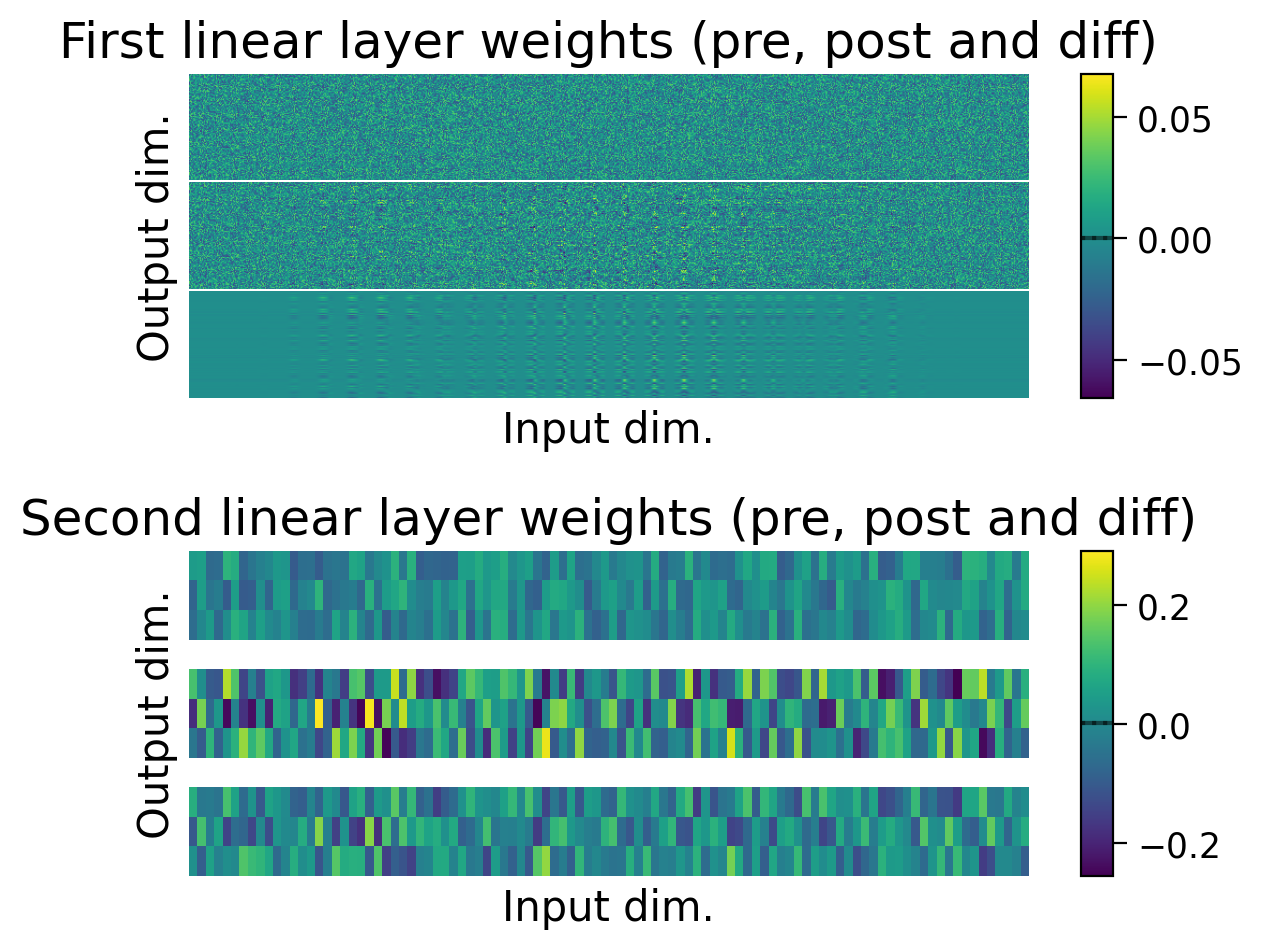 First linear layer weights (pre, post and diff)
Output dim.
0.05
0.00
−0.05
Input dim.
Second linear layer weights (pre, post and diff)
Output dim.
0.2
0.0
−0.2
Input dim.